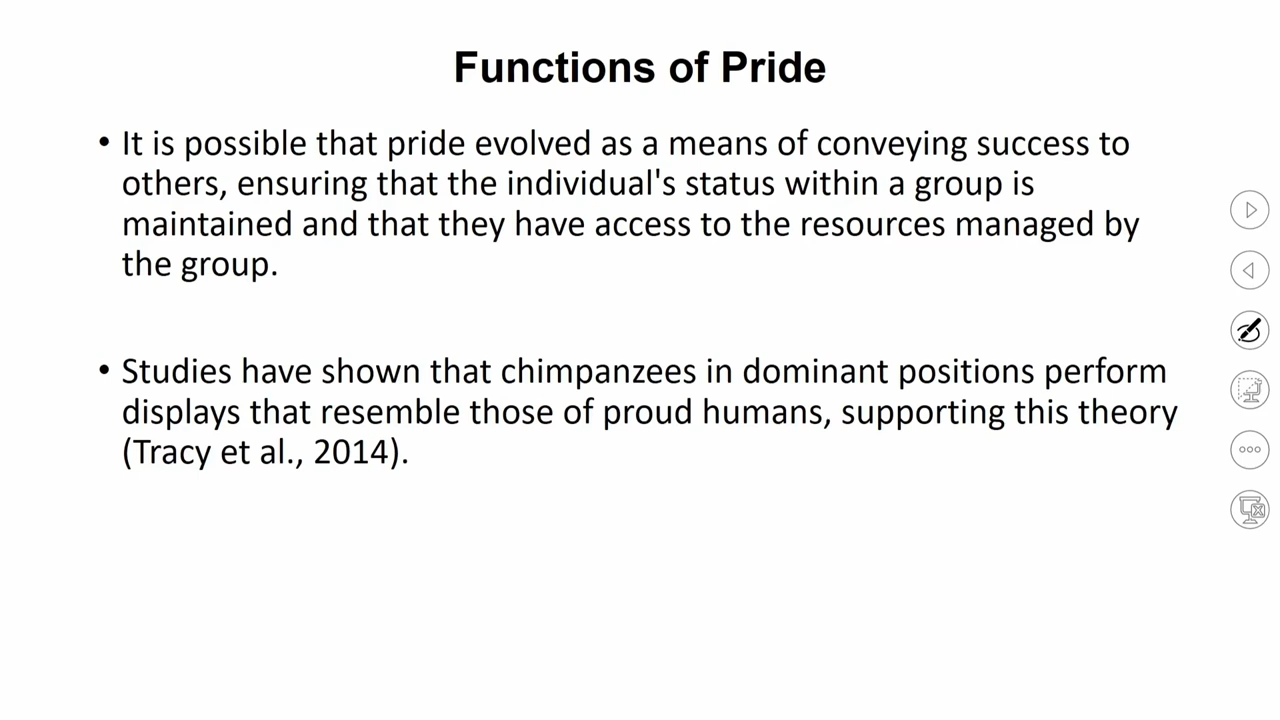 Functions of Pride
• It is possible that pride evolved as a means of conveying success to
others, ensuring that the individual's status within a group is
maintained and that they have access to the resources managed by
the group.
• Studies have shown that chimpanzees in dominant positions perform
displays that resemble those of proud humans, supporting this theory
(Tracy et al., 2014).